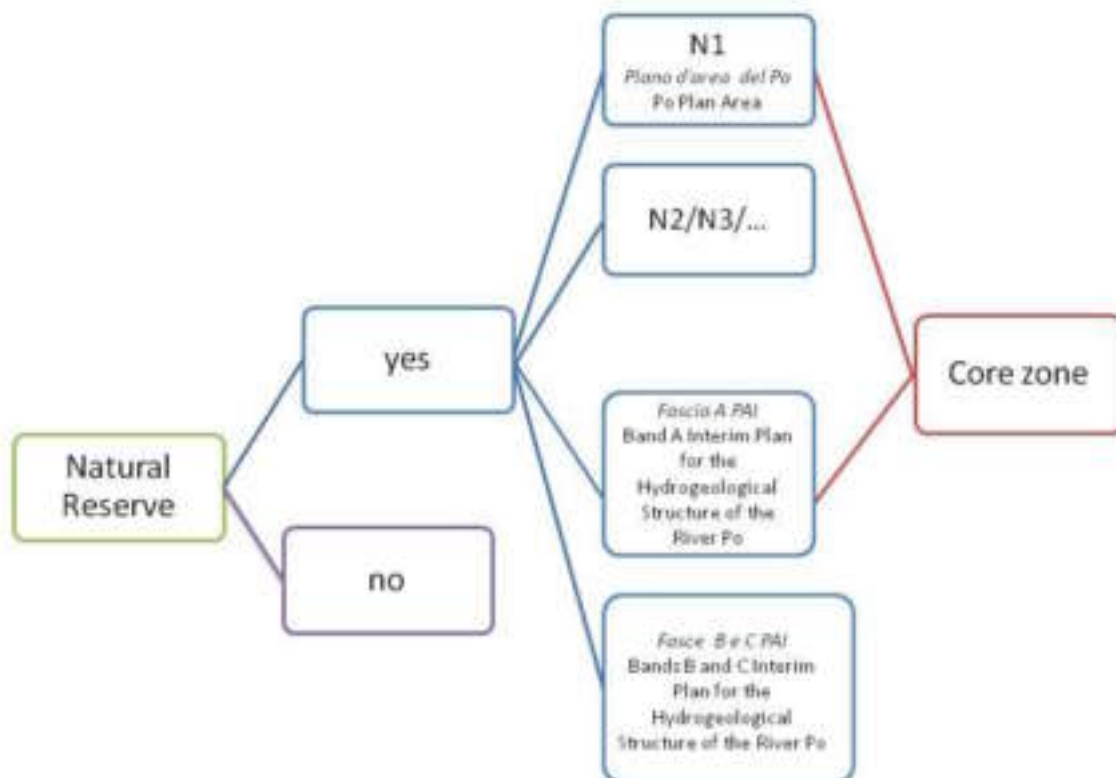 N1
Piano d'area del Po
Po Plan Area
N2/N3/...
yes
Core zone
Fascia A PAI
Band A Interim Plan
for the
Hydrogeological
Structure of the
River Po
Natural
Reserve
no
Fasce B e C PAI
Bands B and C Interim
Plan for the
Hydrogeological
Structure of the River Po